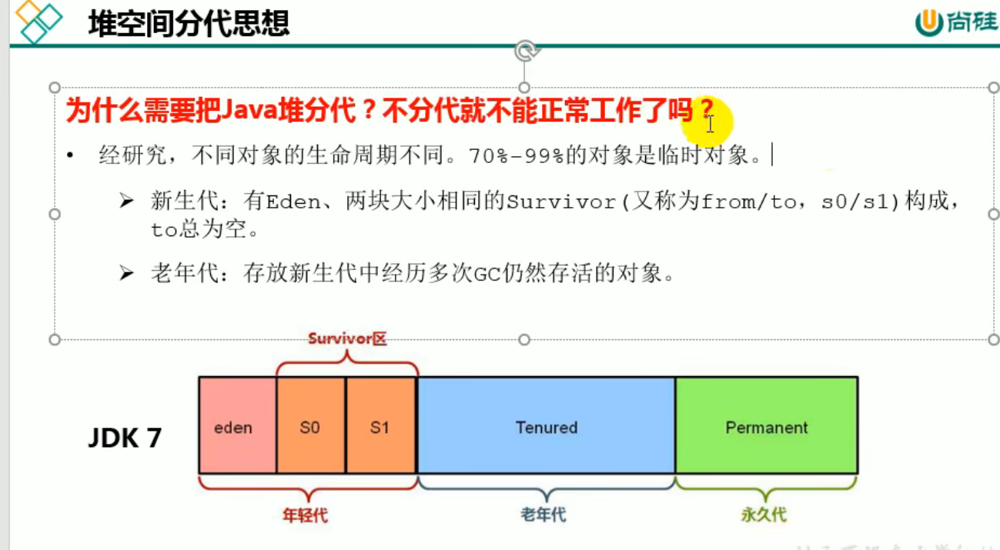 堆空间分代思想
尚硅
为什么需要把Java堆分代？不分代就不能正常工作了吗？
• 经研究，不同对象的生命周期不同。70%-99%的对象是临时对象。
➢ 新生代：有Eden、两块大小相同的Survivor(又称为from/to，s0/s1)构成，
to总为空。
➢ 老年代：存放新生代中经历多次GC仍然存活的对象。
Survivor区
JDK 7
eden
S0
S1
Tenured
Permanent
年轻代
老年代
永久代